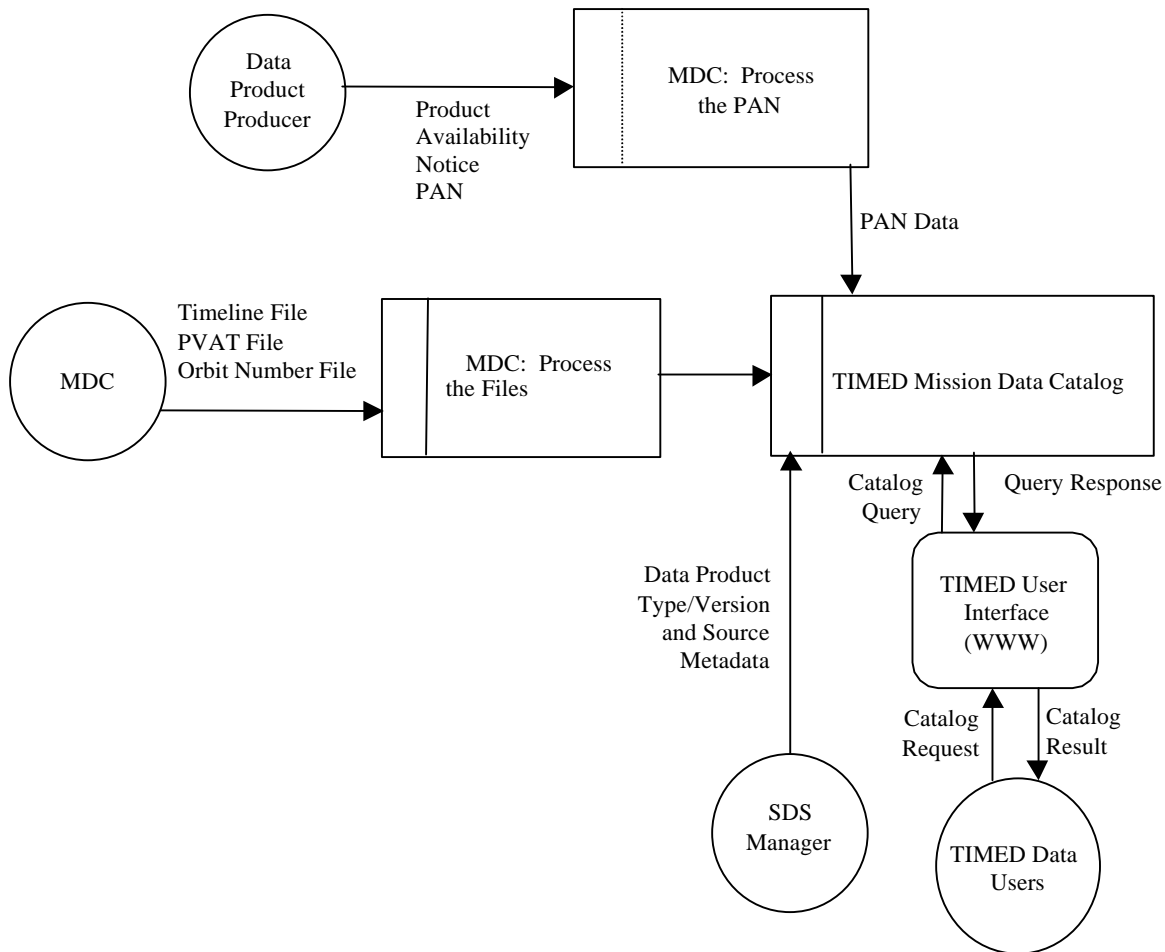 Data
Product
Producer
Product
Availability
Notice
PAN
MDC:  Process
the PAN
PAN Data
MDC
Timeline File
PVAT File
Orbit Number File
MDC:  Process
the Files
TIMED Mission Data Catalog
Catalog
Query
Query Response
Data Product
Type/Version
and Source
Metadata
TIMED User
Interface
(WWW)
Catalog
Request
Catalog
Result
SDS
Manager
TIMED Data
Users